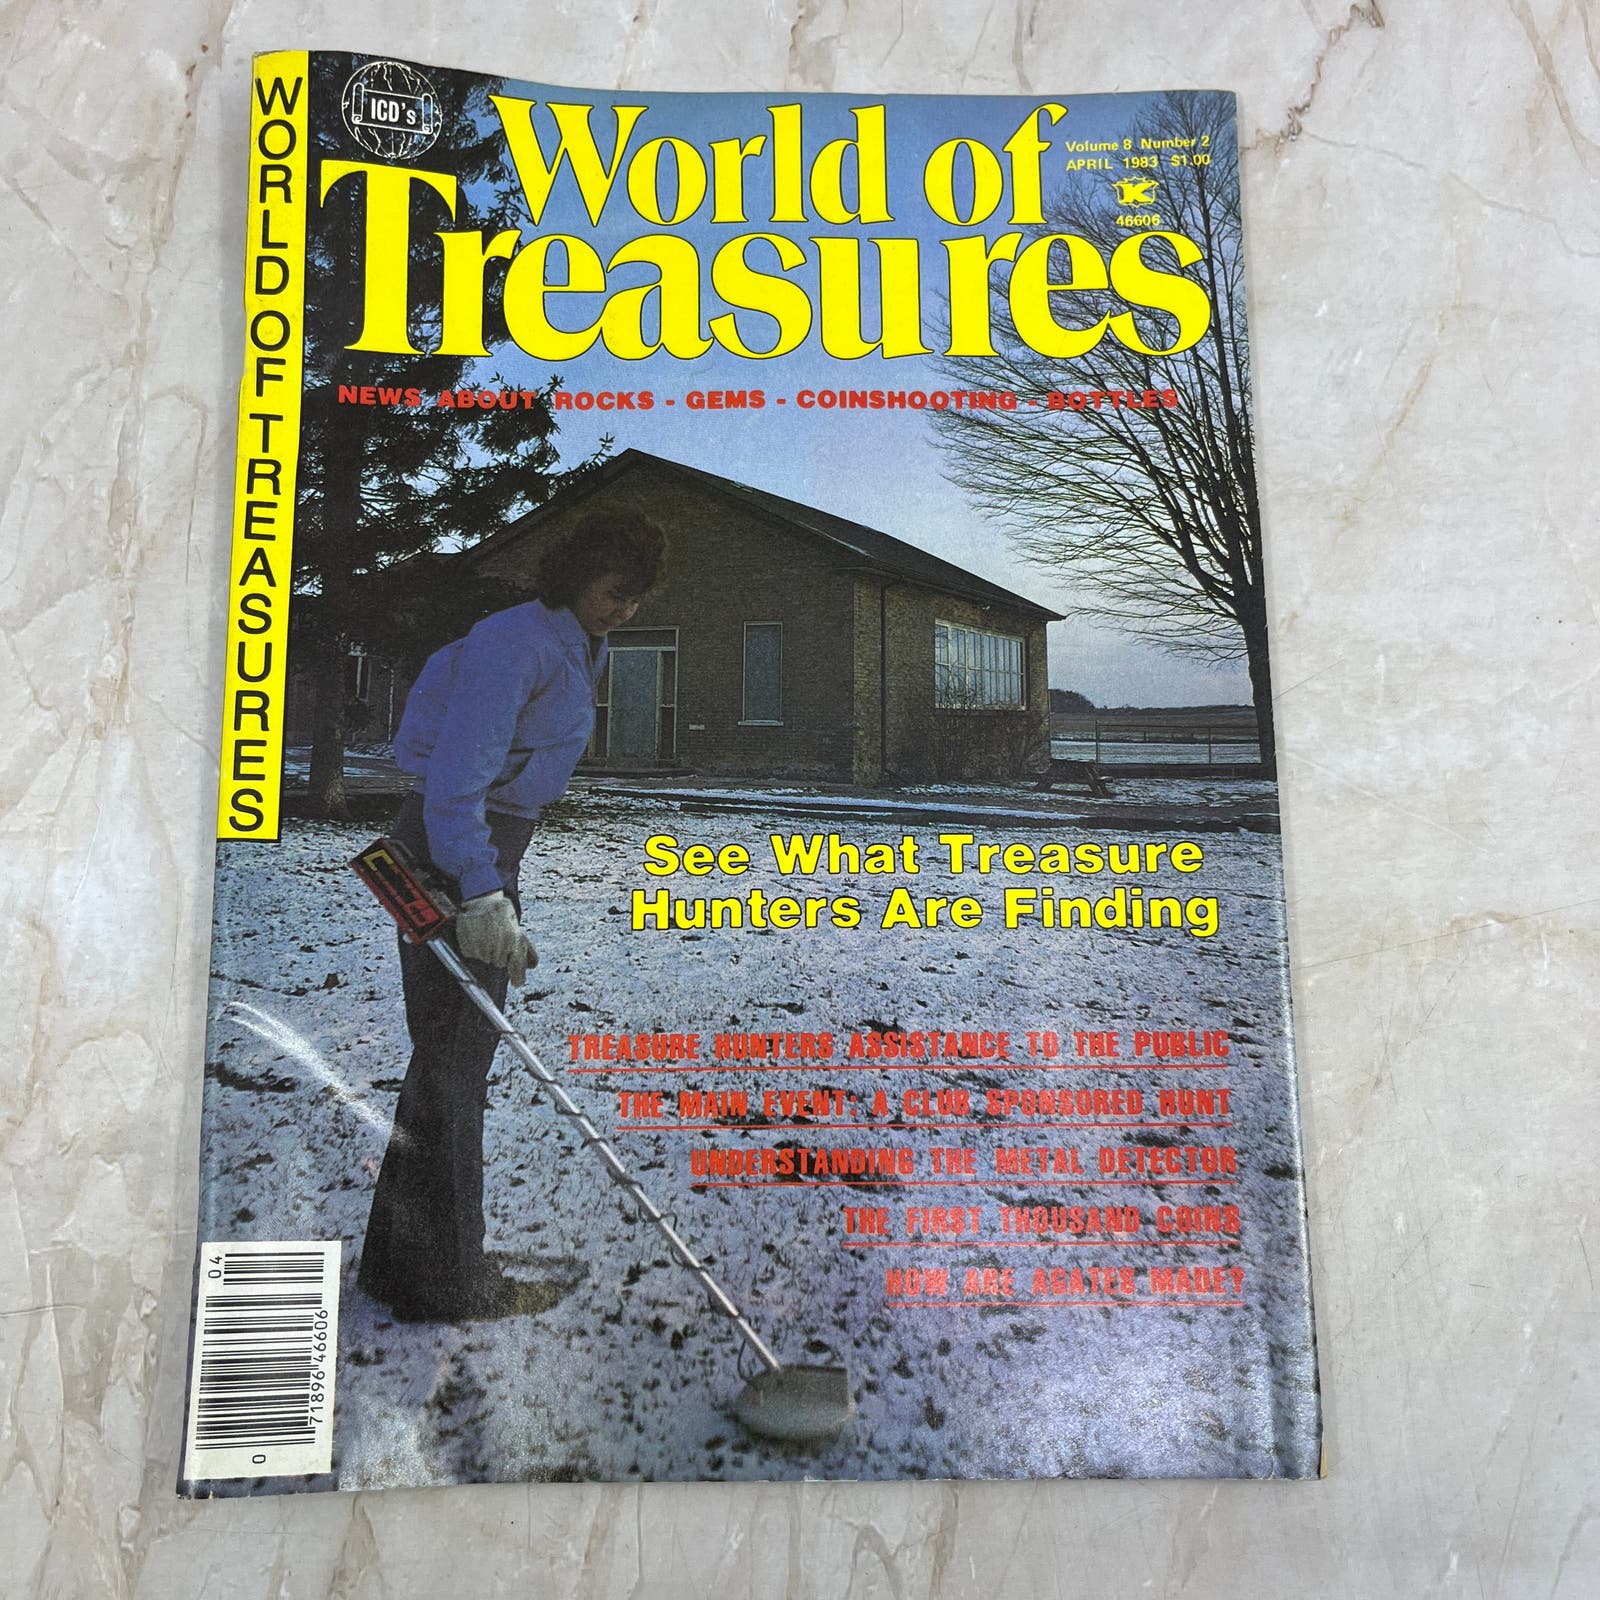 WORLD OF TREASURES
ICD's
World of
Treasures
Volume 8 Number 2
APRIL 1983 $1.00
K
46606
NEWS ABOUT ROCKS - GEMS - COINSHOOTING - BOTTLES
See What Treasure
Hunters Are Finding
TREASURE HUNTERS ASSISTANCE TO THE PUBLIC
THE MAIN EVENT: A CLUB SPONSORED HUNT
UNDERSTANDING THE METAL DETECTOR
THE FIRST THOUSAND COINS
HOW ARE AGATES MADE?
04
71896 46606
0